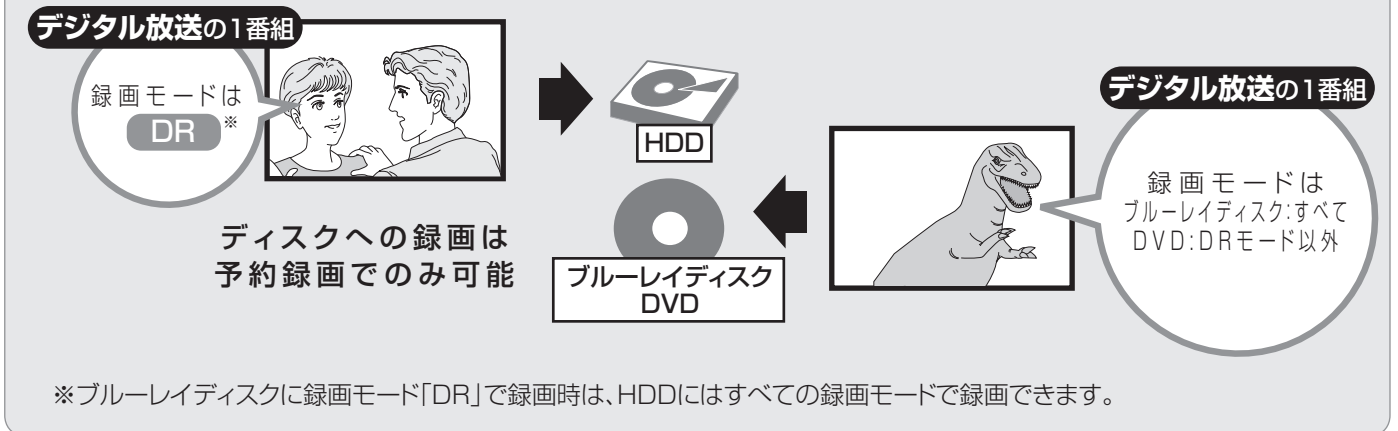 デジタル放送の1番組
録画モードは
DR※
HDD
ディスクへの録画は
予約録画でのみ可能
ブルーレイディスク
DVD
デジタル放送の1番組
録画モードは
ブルーレイディスク:すべて
DVD:DRモード以外
※ブルーレイディスクに録画モード「DR」で録画時は、HDDにはすべての録画モードで録画できます。